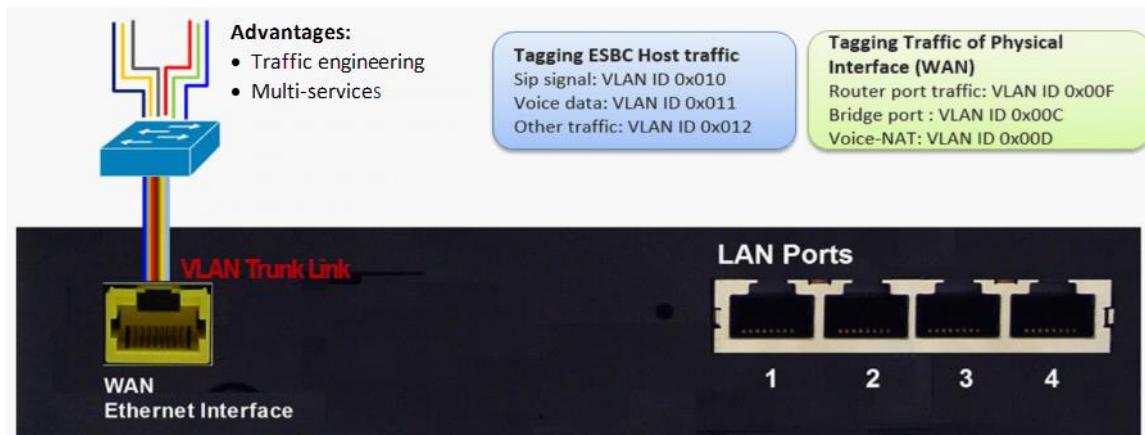 Advantages:
• Traffic engineering
• Multi-services
Tagging ESBC Host traffic
Sip signal: VLAN ID 0x010
Voice data: VLAN ID 0x011
Other traffic: VLAN ID 0x012
Tagging Traffic of Physical
Interface (WAN)
Router port traffic: VLAN ID 0x00F
Bridge port : VLAN ID 0x00C
Voice-NAT: VLAN ID 0x00D
VLAN Trunk Link
LAN Ports
WAN
Ethernet Interface
1 2 3 4